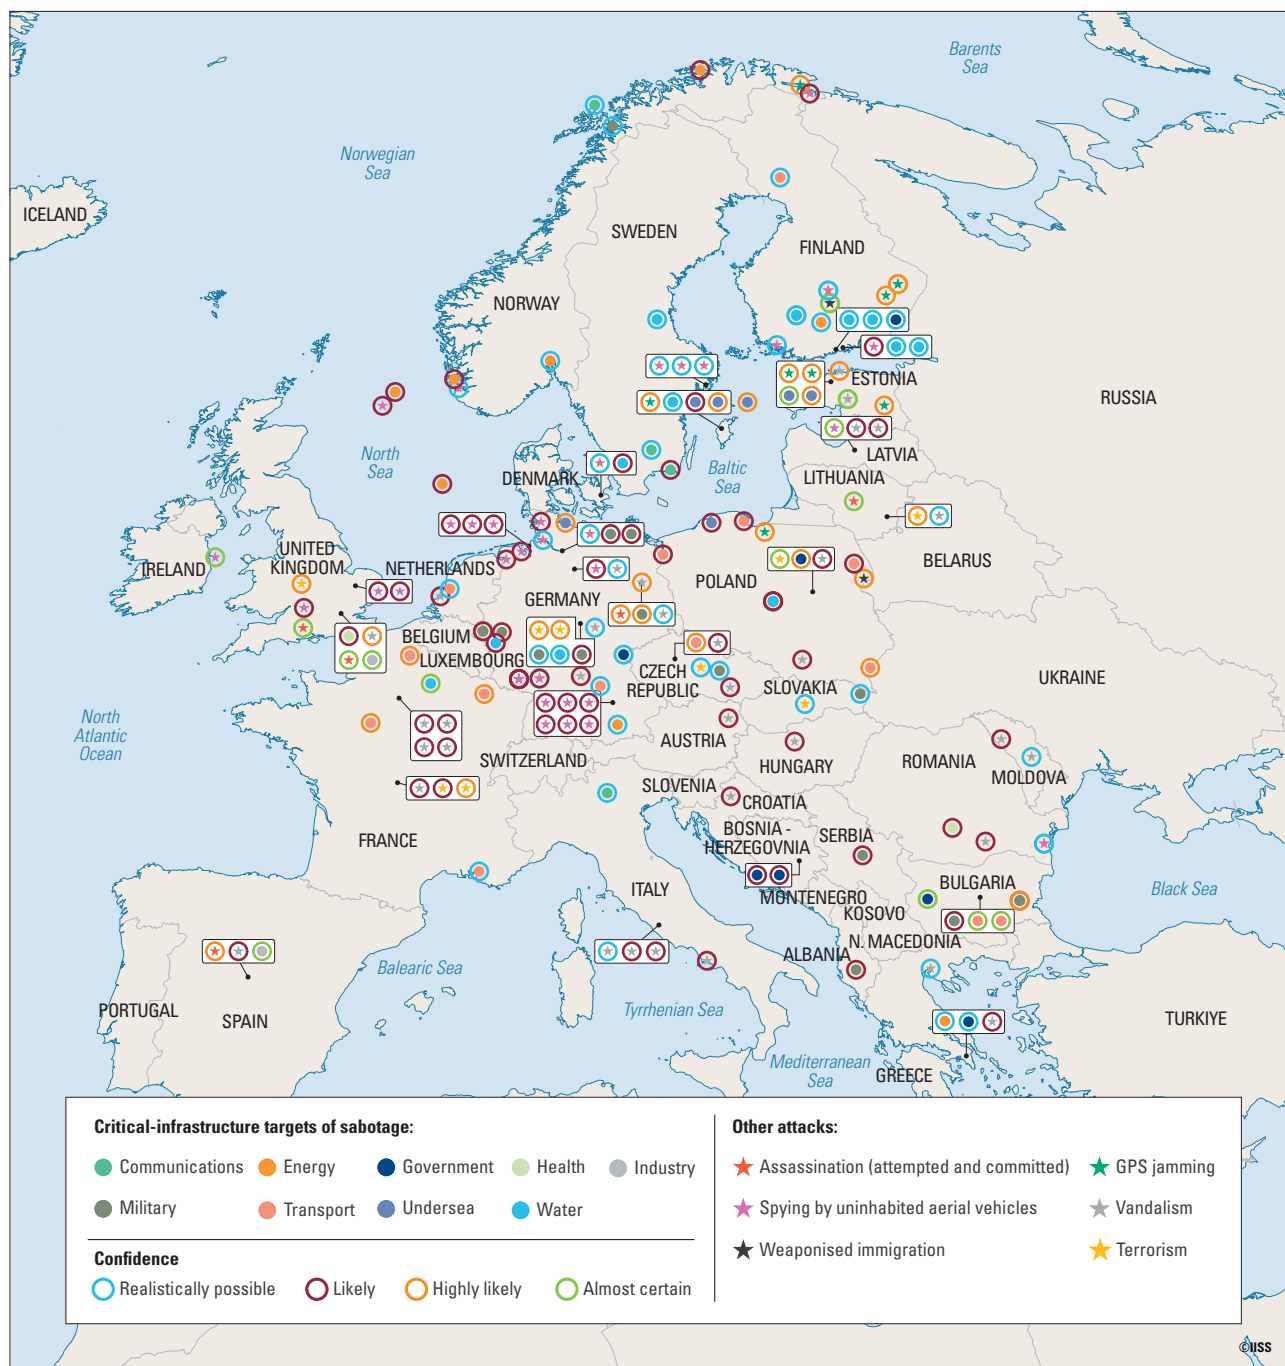 Barents
Sea
Norwegian
Sea
ICELAND
SWEDEN
FINLAND
NORWAY
ESTONIA
RUSSIA
North
Sea
LATVIA
Baltic
Sea
DENMARK
LITHUANIA
UNITED
KINGDOM
IRELAND
NETHERLANDS
BELARUS
POLAND
GERMANY
BELGIUM
LUXEMBOURG
CZECH
REPUBLIC
SLOVAKIA
UKRAINE
North
Atlantic
Ocean
AUSTRIA
SWITZERLAND
HUNGARY
ROMANIA
MOLDOVA
SLOVENIA
CROATIA
FRANCE
BOSNIA -
HERZEGOVNIA
SERBIA
ITALY
MONTENEGRO
BULGARIA
Black Sea
KOSOVO
N. MACEDONIA
ALBANIA
Balearic Sea
PORTUGAL
SPAIN
Tyrrhenian Sea
TURKIYE
Mediterranean
Sea
GREECE
Critical-infrastructure targets of sabotage:
Communications
Energy
Government
Health
Industry
Military
Transport
Undersea
Water
Confidence
Realistically possible
Likely
Highly likely
Almost certain
Other attacks:
Assassination (attempted and committed)
GPS jamming
Spying by uninhabited aerial vehicles
Vandalism
Weaponised immigration
Terrorism
©IISS